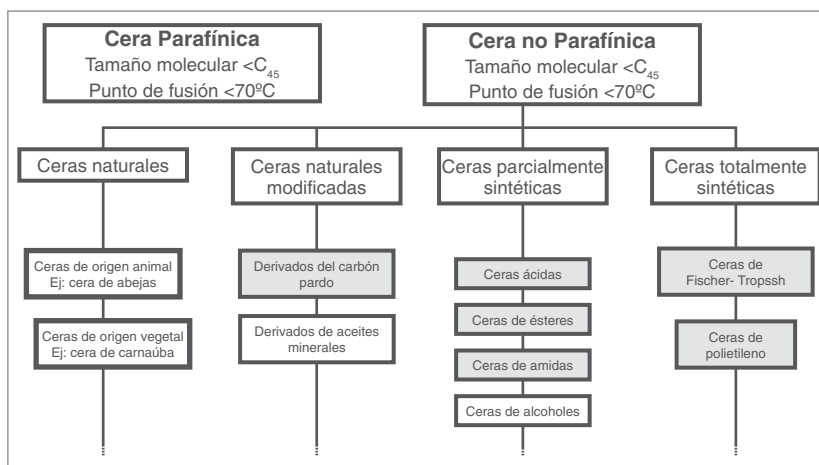 Cera Parafínica
Tamaño molecular <C45
Punto de fusión <70ºC
Cera no Parafínica
Tamaño molecular <C45
Punto de fusión <70ºC
Ceras naturales
Ceras naturales
modificadas
Ceras parcialmente
sintéticas
Ceras totalmente
sintéticas
Ceras de origen animal
Ej: cera de abejas
Ceras de origen vegetal
Ej: cera de carnaúba
Derivados del carbón
pardo
Derivados de aceites
minerales
Ceras ácidas
Ceras de ésteres
Ceras de amidas
Ceras de alcoholes
Ceras de
Fischer- Tropssh
Ceras de
polietileno